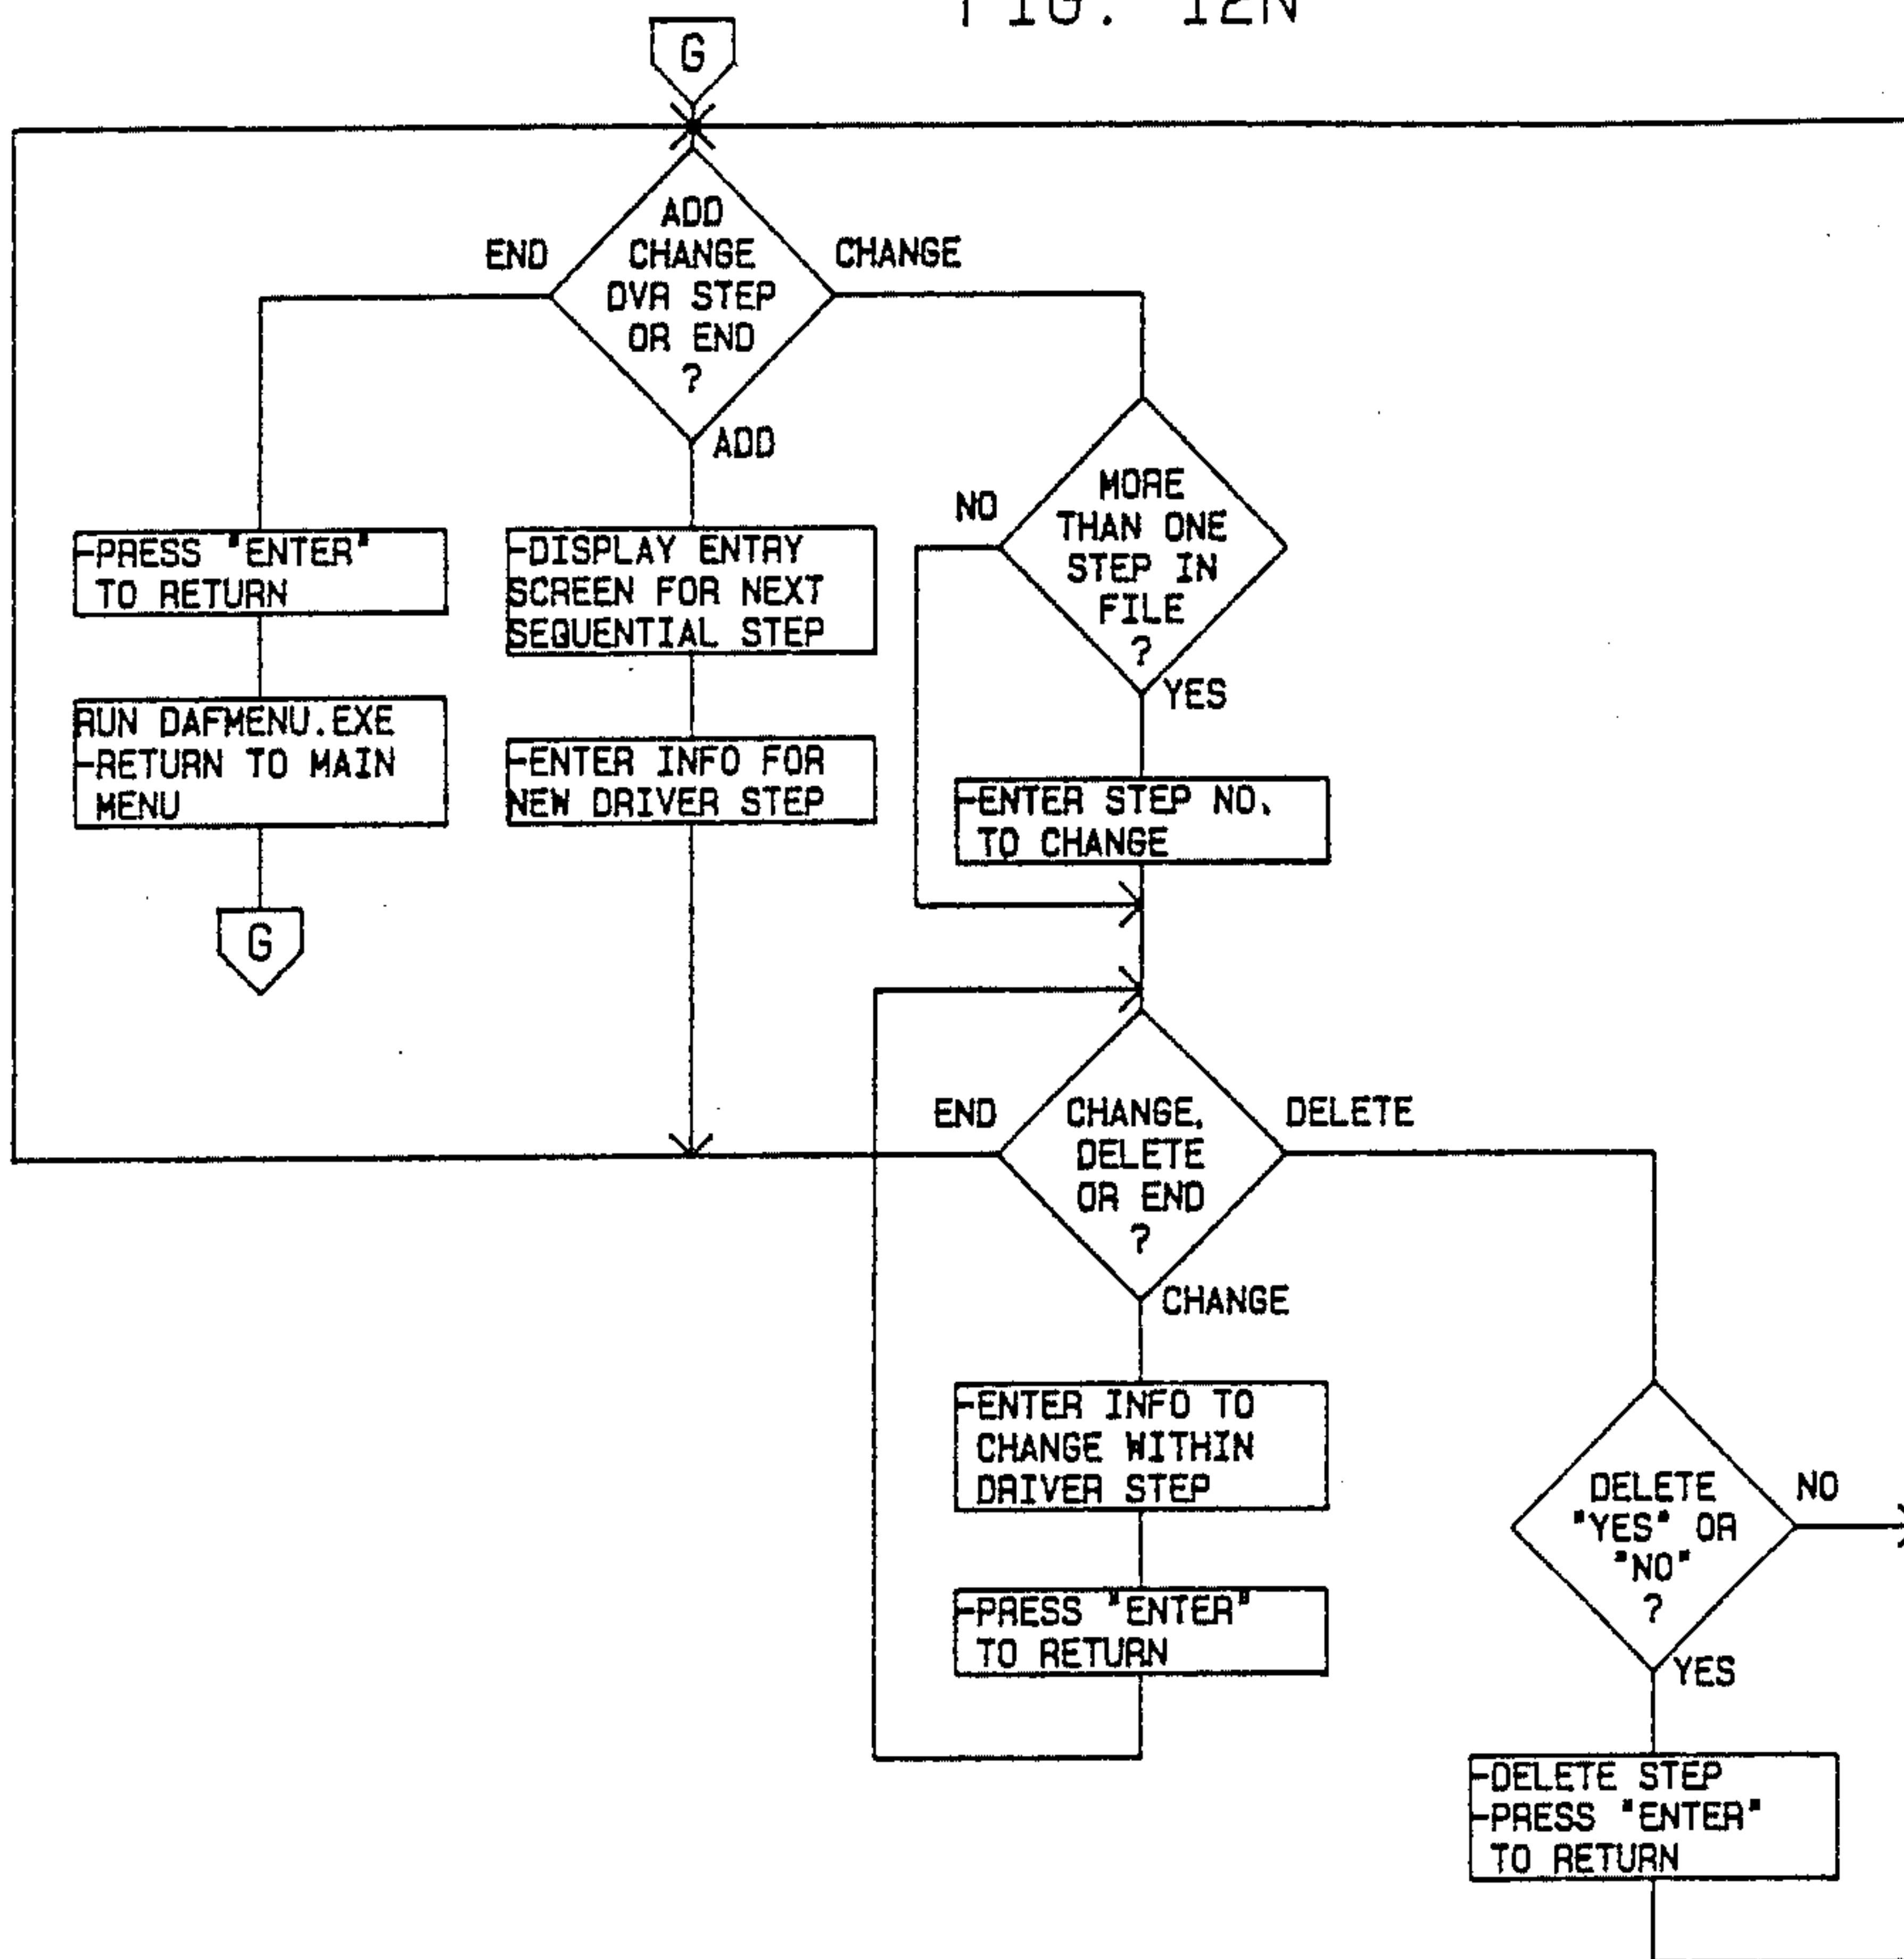 FIG. 12N
G
ADD
CHANGE
DVR STEP
OR END
?
END
CHANGE
ADD
-PRESS "ENTER"
TO RETURN
RUN DAFMENU.EXE
-RETURN TO MAIN
MENU
G
-DISPLAY ENTRY
SCREEN FOR NEXT
SEQUENTIAL STEP
-ENTER INFO FOR
NEW DRIVER STEP
MORE
THAN ONE
STEP IN
FILE
?
NO
YES
-ENTER STEP NO.
TO CHANGE
CHANGE,
DELETE
OR END
?
END
DELETE
CHANGE
-ENTER INFO TO
CHANGE WITHIN
DRIVER STEP
-PRESS "ENTER"
TO RETURN
DELETE
"YES" OR
"NO"
?
NO
YES
-DELETE STEP
-PRESS "ENTER"
TO RETURN